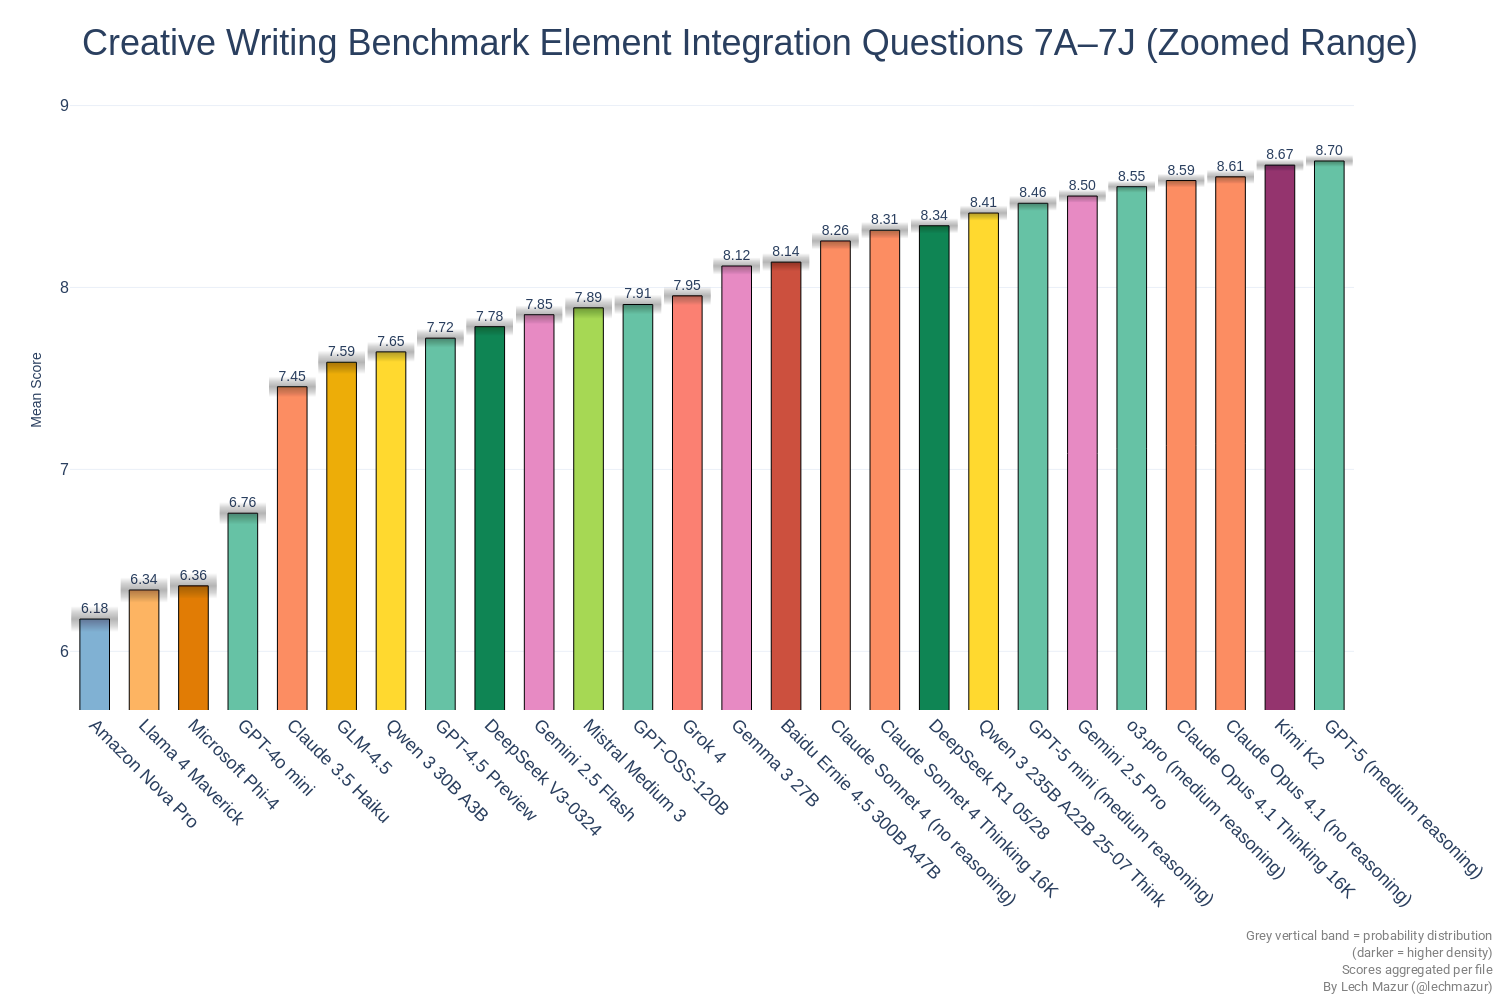 Creative Writing Benchmark Element Integration Questions 7A–7J (Zoomed Range)
Mean Score
9
8
7
6
6.18
6.34
6.36
6.76
7.45
7.59
7.65
7.72
7.78
7.85
7.89
7.91
7.95
8.12
8.14
8.26
8.31
8.34
8.41
8.46
8.50
8.55
8.59
8.61
8.67
8.70
Amazon Nova Pro
Llama 4 Maverick
Microsoft Phi-4
GPT-4o mini
Claude 3.5 Haiku
GLM-4.5
Qwen 3 30B A3B
GPT-4.5 Preview
DeepSeek V3-0324
Gemini 2.5 Flash
Mistral Medium 3
GPT-OSS-120B
Grok 4
Gemma 3 27B
Baidu Ernie 4.5 300B A47B
Claude Sonnet 4 (no reasoning)
Claude Sonnet 4 Thinking 16K
DeepSeek R1 05/28
Qwen 3 235B A22B 25-07 Think
GPT-5 mini (medium reasoning)
Gemini 2.5 Pro
o3-pro (medium reasoning)
Claude Opus 4.1 Thinking 16K
Claude Opus 4.1 (no reasoning)
Kimi K2
GPT-5 (medium reasoning)
Grey vertical band = probability distribution
(darker = higher density)
Scores aggregated per file
By Lech Mazur (@lechmazur)